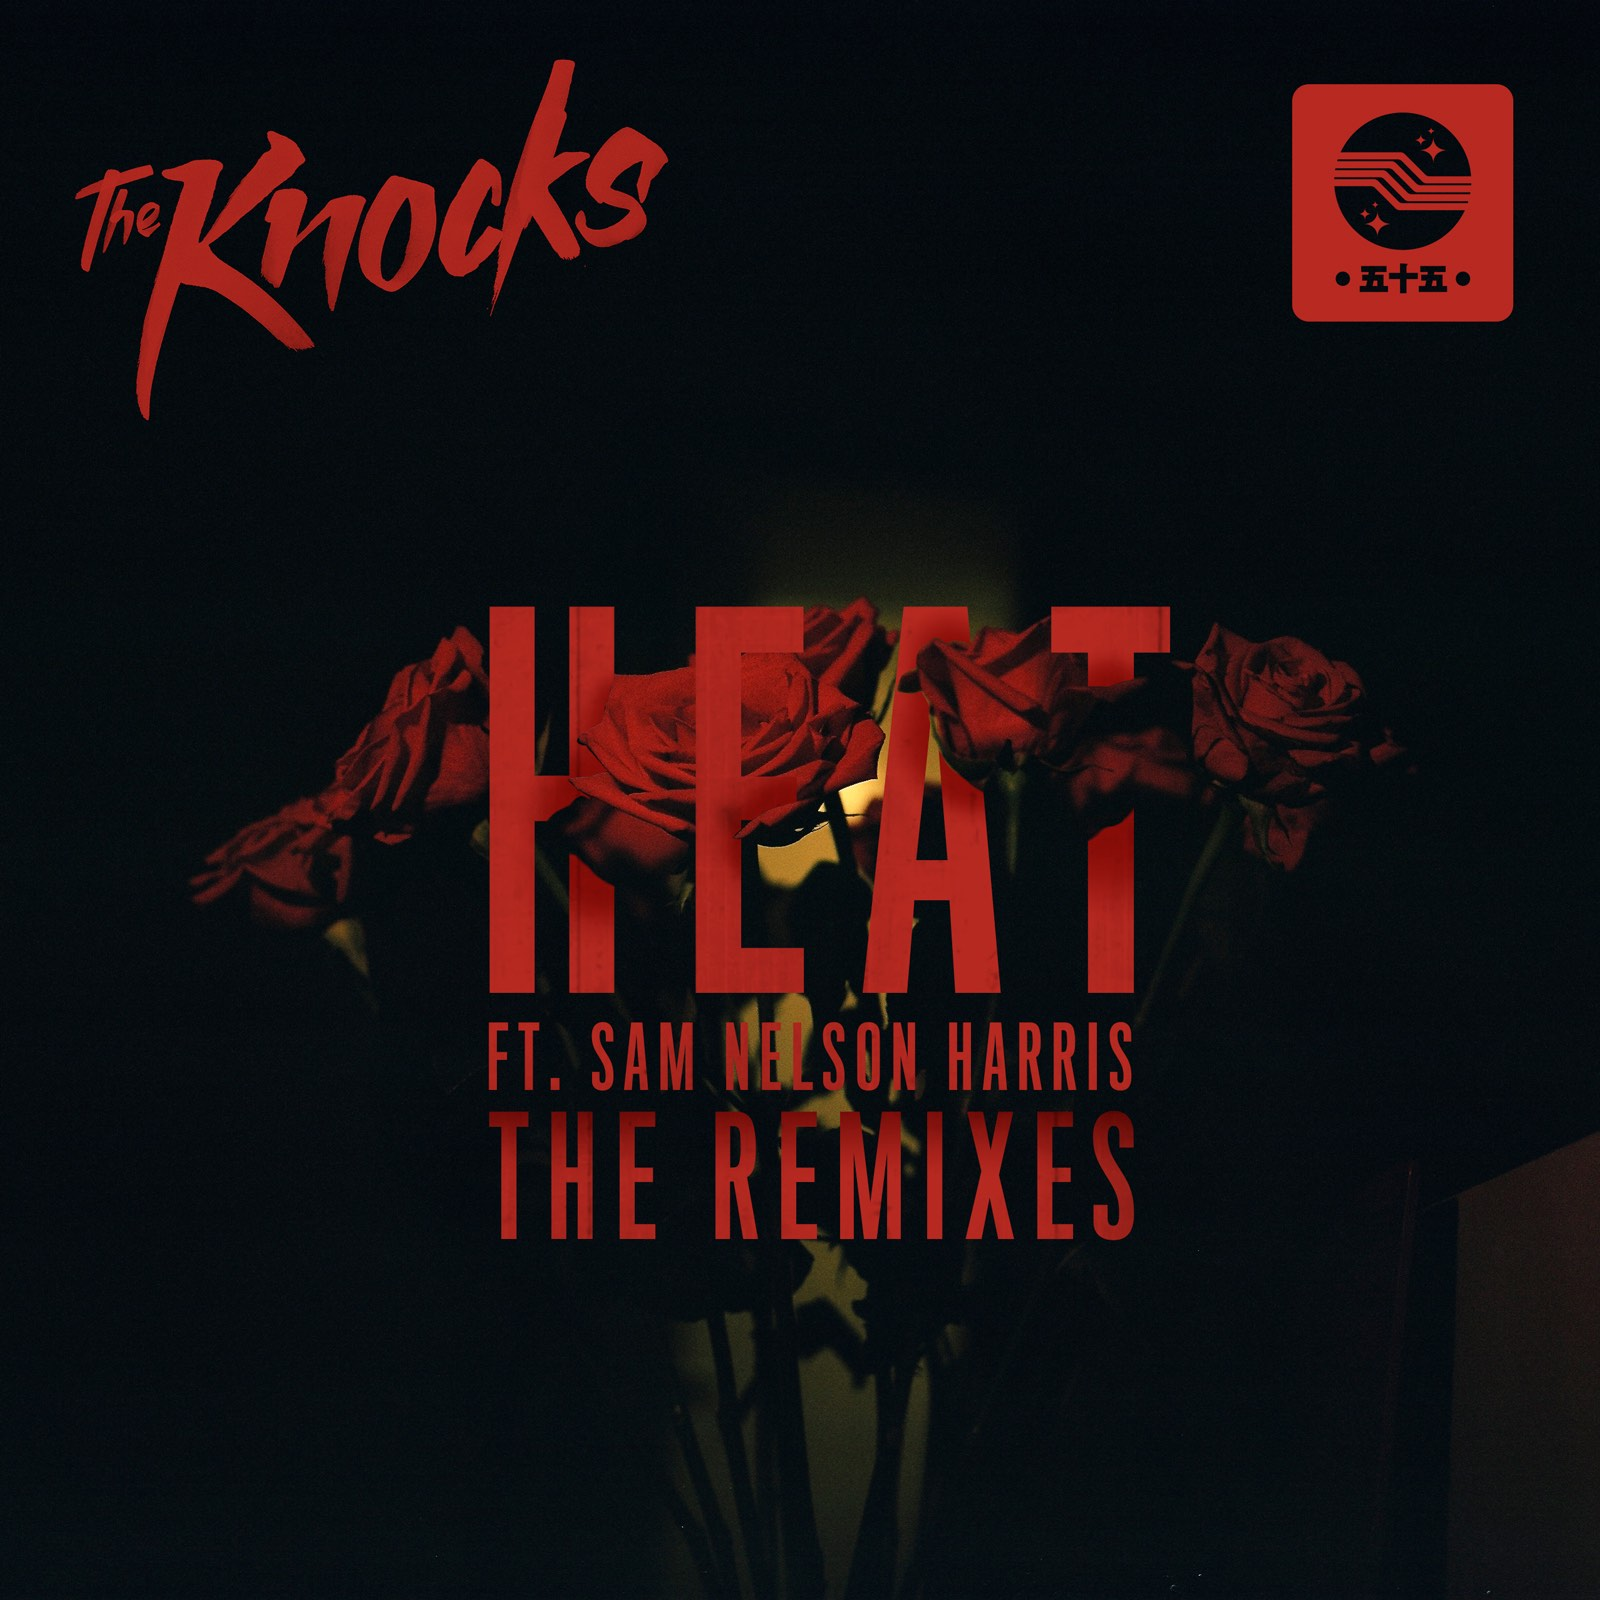 The Knocks
• 五十五 •
HEAT
FT. SAM NELSON HARRIS
THE REMIXES